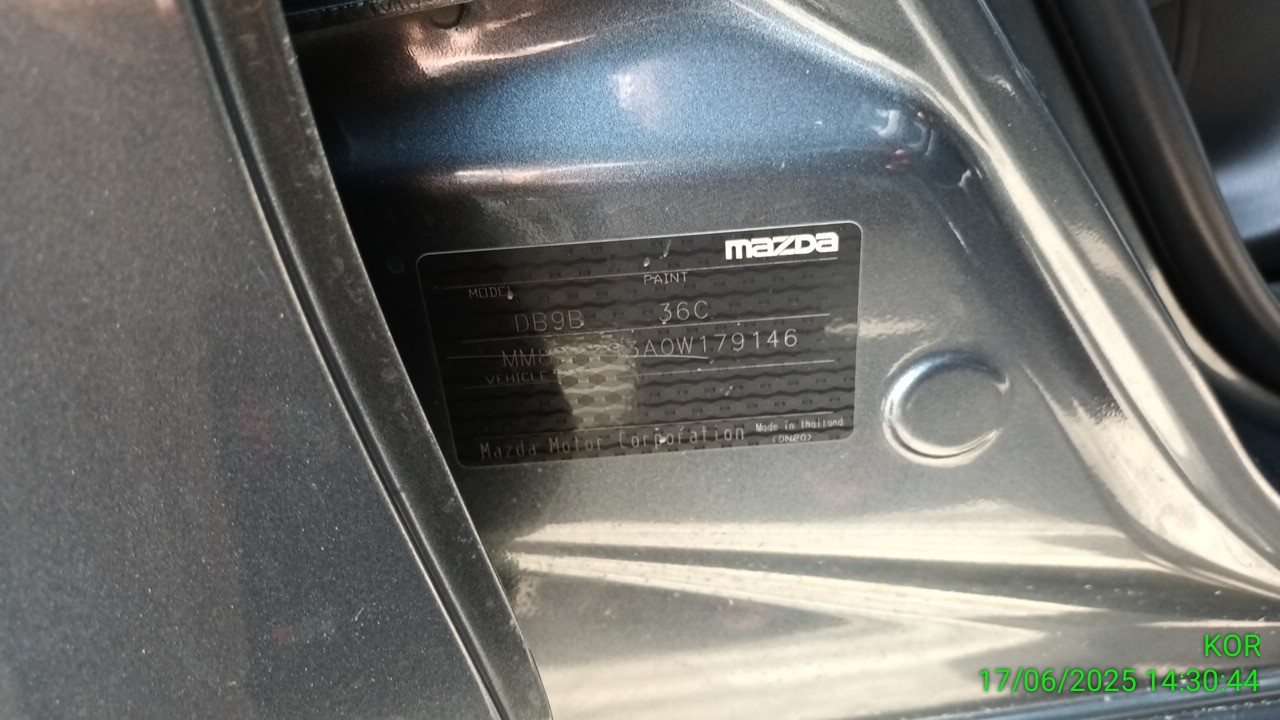 mazda
MODEL PAINT
DB9B 36C
VEHICLE
Mazda Motor Corporation Made in Thailand
(DN20)
KOR
17/06/2025 14:30:44